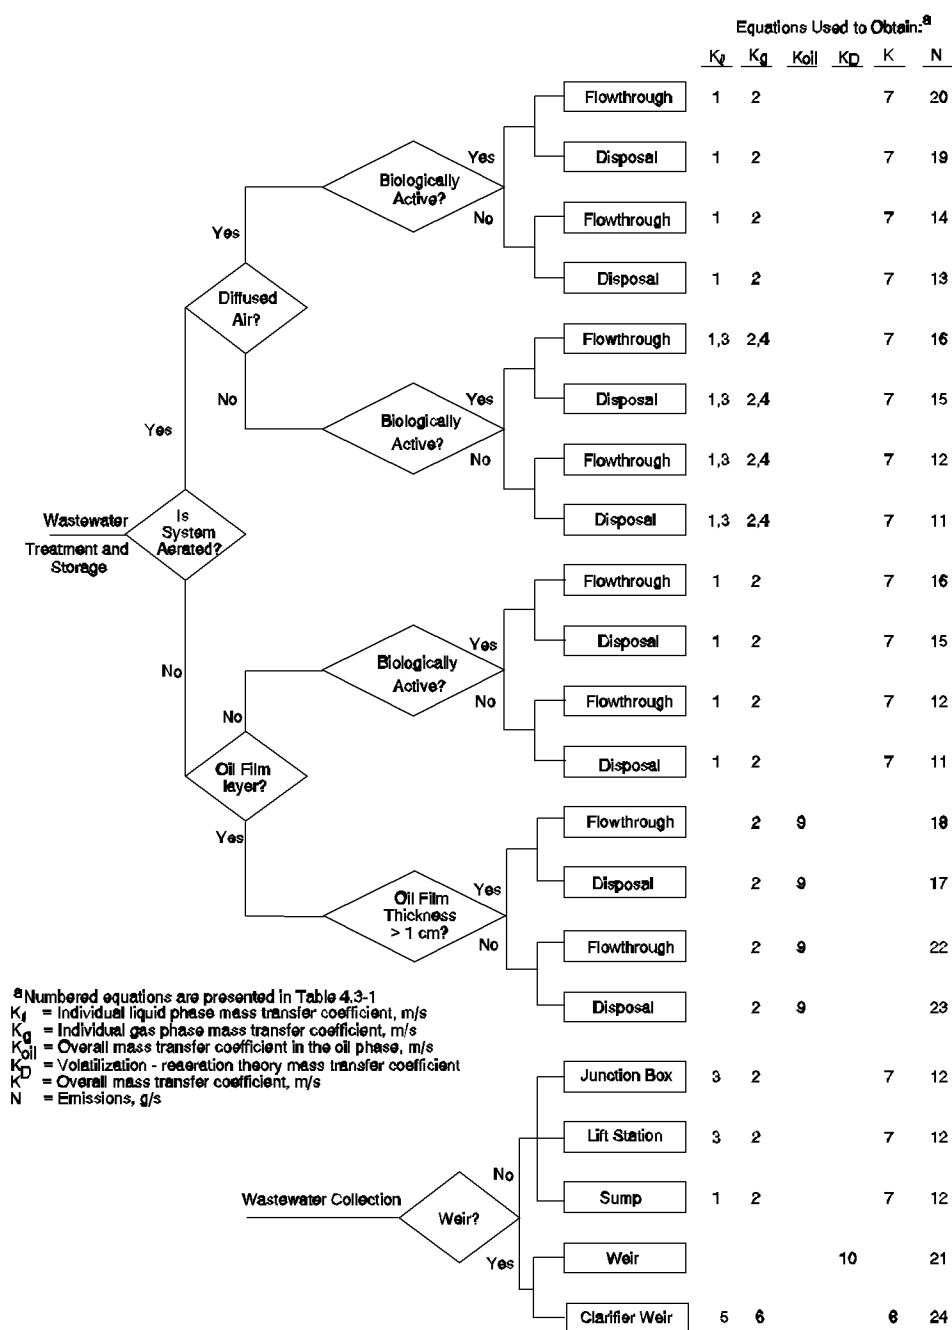 Equations Used to Obtain:a
Kℓ Kg Koil KD K N
Flowthrough 1 2 7 20
Yes
Disposal 1 2 7 19
Biologically
Active?
No
Flowthrough 1 2 7 14
Yes
Disposal 1 2 7 13
Diffused
Air?
Flowthrough 1,3 2,4 7 16
No
Yes
Disposal 1,3 2,4 7 15
Biologically
Active?
Yes
No
Flowthrough 1,3 2,4 7 12
Is
System
Aerated?
Disposal 1,3 2,4 7 11
Wastewater
Treatment and
Storage
Flowthrough 1 2 7 16
Yes
Disposal 1 2 7 15
No
Biologically
Active?
No
Flowthrough 1 2 7 12
No
Oil Film
layer?
Disposal 1 2 7 11
Yes
Flowthrough 2 9 18
Yes
Disposal 2 9 17
Oil Film
Thickness
> 1 cm?
No
Flowthrough 2 9 22
Disposal 2 9 23
aNumbered equations are presented in Table 4.3-1
Kℓ = Individual liquid phase mass transfer coefficient, m/s
Kg = Individual gas phase mass transfer coefficient, m/s
Koil = Overall mass transfer coefficient in the oil phase, m/s
KD = Volatilization - reaeration theory mass transfer coefficient
K = Overall mass transfer coefficient, m/s
N = Emissions, g/s
Junction Box 3 2 7 12
Lift Station 3 2 7 12
No
Sump 1 2 7 12
Wastewater Collection
Weir?
Yes
Weir 10 21
Clarifier Weir 5 6 6 24